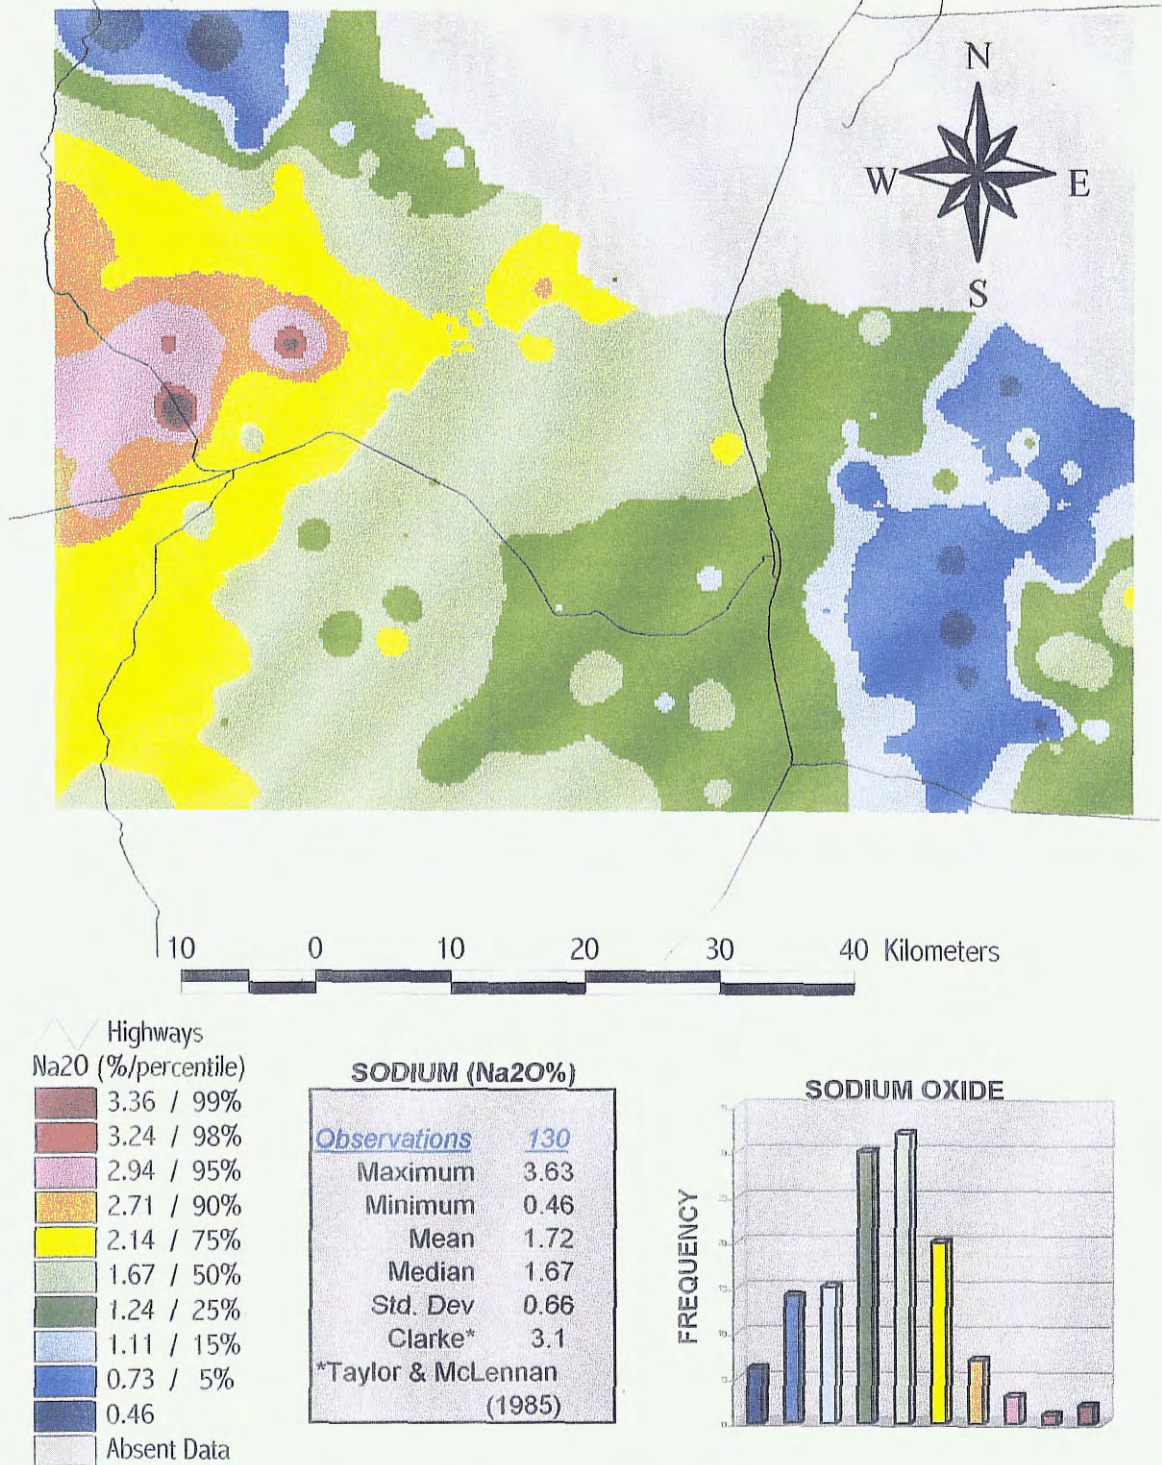 N
W
E
S
10 0 10 20 30 40 Kilometers
Highways
Na2O (%/percentile)
3.36 / 99%
3.24 / 98%
2.94 / 95%
2.71 / 90%
2.14 / 75%
1.67 / 50%
1.24 / 25%
1.11 / 15%
0.73 / 5%
0.46
Absent Data
SODIUM (Na2O%)
Observations 130
Maximum 3.63
Minimum 0.46
Mean 1.72
Median 1.67
Std. Dev 0.66
Clarke* 3.1
*Taylor & McLennan
(1985)
SODIUM OXIDE
FREQUENCY